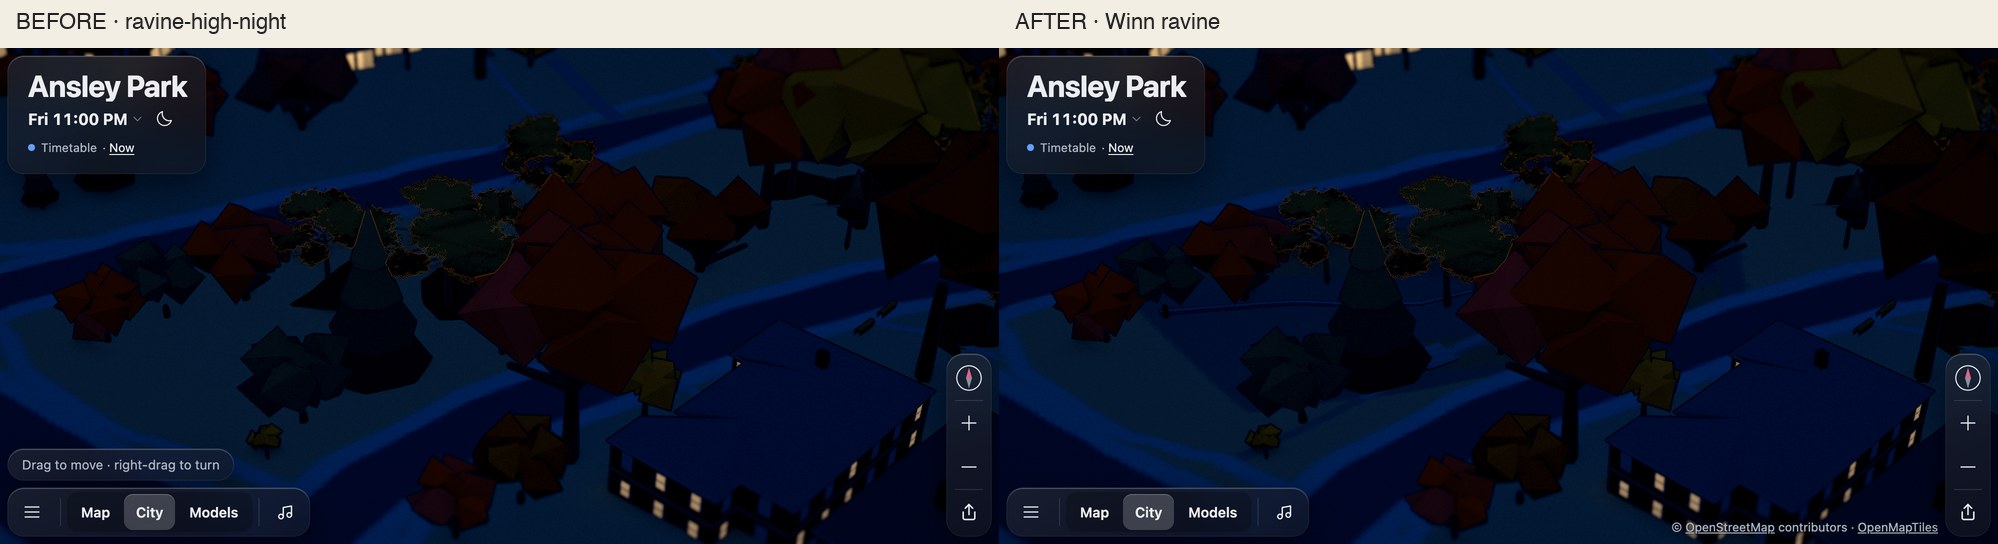 BEFORE · ravine-high-night
Ansley Park
Fri 11:00 PM
Timetable · Now
Drag to move · right-drag to turn
Map City Models
AFTER · Winn ravine
Ansley Park
Fri 11:00 PM
Timetable · Now
Map City Models
© OpenStreetMap contributors · OpenMapTiles